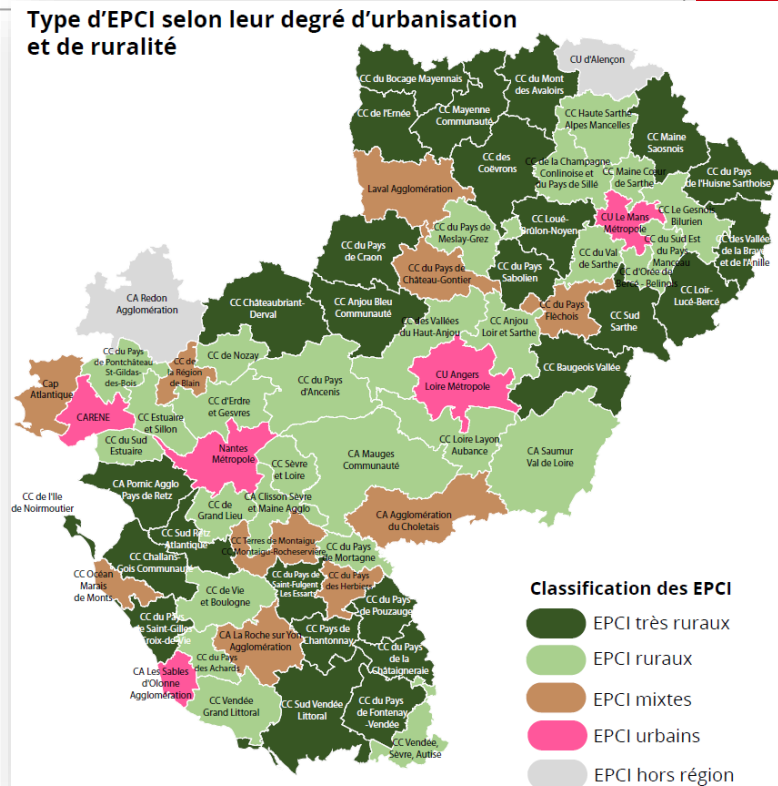 Type d’EPCI selon leur degré d’urbanisation
et de ruralité
CU d'Alençon
CC du Bocage Mayennais
CC du Mont
des Avaloirs
CC de l'Ernée
CC Mayenne
Communauté
CC Haute Sarthe
Alpes Mancelles
CC Maine
Saosnois
CC des
Coëvrons
CC de la Champagne
Conlinoise et
du Pays de Sillé
CC Maine Cœur
de Sarthe
CC du Pays
de l'Huisne Sarthoise
Laval Agglomération
CU Le Mans
Métropole
CC Le Gesnois
Bilurien
CC Loué-
Brûlon-Noyen
CC du Pays de
Meslay-Grez
CC du Pays
de Craon
CC du Val
de Sarthe
CC du Sud Est
du Pays
Manceau
CC des Vallée
de la Braye
et de l'Anille
CC du Pays de
Château-Gontier
CC du Pays
Sabolien
CC d'Orée de
Bercé - Belinois
CC Loir-
Lucé-Bercé
CA Redon
Agglomération
CC Châteaubriant-
Derval
CC Anjou Bleu
Communauté
CC des Vallées
du Haut-Anjou
CC Anjou
Loir et Sarthe
CC du Pays
Fléchois
CC Sud
Sarthe
CC du Pays
de Pontchâteau
St-Gildas-
des-Bois
CC de
la Région
de Blain
CC de Nozay
CC Baugeois Vallée
Cap
Atlantique
CC du Pays
d'Ancenis
CU Angers
Loire Métropole
CARENE
CC Estuaire
et Sillon
CC d'Erdre
et Gesvres
CC du Sud
Estuaire
Nantes
Métropole
CC Sèvre
et Loire
CA Mauges
Communauté
CC Loire Layon
Aubance
CA Saumur
Val de Loire
CA Pornic Agglo
Pays de Retz
CC de l'Ile
de Noirmoutier
CC de
Grand Lieu
CA Clisson Sèvre
et Maine Agglo
CA Agglomération
du Choletais
CC Sud Retz
Atlantique
CC Terres de Montaigu
CC Montaigu-Rocheservière
CC du Pays
de Mortagne
CC Challans-
Gois Communauté
CC Océan
Marais
de Monts
CC de Vie
et Boulogne
CC du Pays de
Saint-Fulgent
Les Essarts
CC du Pays
des Herbiers
CC du Pays
de Pouzauges
CC du Pays
de Saint-Gilles
Croix-de-Vie
CA La Roche sur Yon
Agglomération
CC Pays de
Chantonnay
CC du Pays
des Achards
CC du Pays
de la
Châtaigneraie
CA Les Sables
d'Olonne
Agglomération
CC Vendée
Grand Littoral
CC Sud Vendée
Littoral
CC du Pays
de Fontenay
-Vendée
CC Vendée,
Sèvre, Autise
Classification des EPCI
EPCI très ruraux
EPCI ruraux
EPCI mixtes
EPCI urbains
EPCI hors région